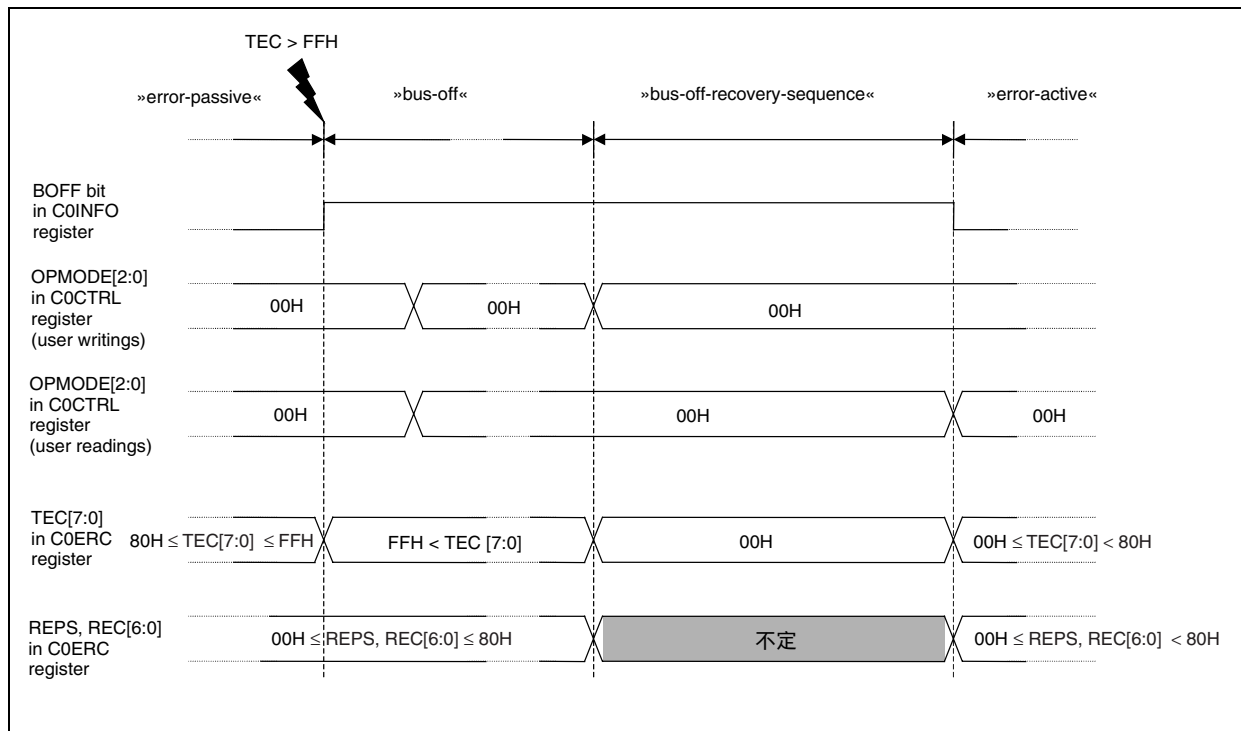 TEC > FFH
»error-passive«
»bus-off«
»bus-off-recovery-sequence«
»error-active«
BOFF bit
in C0INFO
register
OPMODE[2:0]
in C0CTRL
register
(user writings)
00H
00H
00H
OPMODE[2:0]
in C0CTRL
register
(user readings)
00H
00H
00H
TEC[7:0]
in C0ERC
register
80H ≤ TEC[7:0] ≤ FFH
FFH < TEC [7:0]
00H
00H ≤ TEC[7:0] < 80H
REPS, REC[6:0]
in C0ERC
register
00H ≤ REPS, REC[6:0] ≤ 80H
不定
00H ≤ REPS, REC[6:0] < 80H